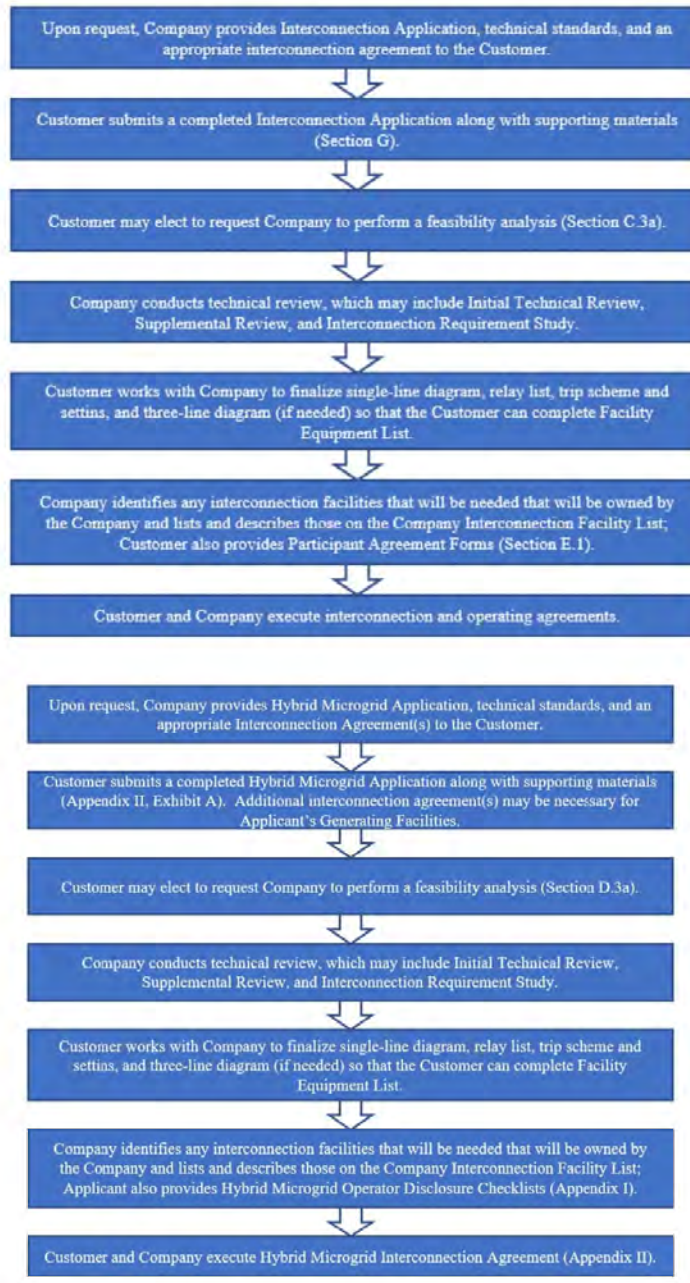 Upon request, Company provides Interconnection Application, technical standards, and an
appropriate interconnection agreement to the Customer.
Customer submits a completed Interconnection Application along with supporting materials
(Section G).
Customer may elect to request Company to perform a feasibility analysis (Section C.3a).
Company conducts technical review, which may include Initial Technical Review,
Supplemental Review, and Interconnection Requirement Study.
Customer works with Company to finalize single-line diagram, relay list, trip scheme and
settins, and three-line diagram (if needed) so that the Customer can complete Facility
Equipment List.
Company identifies any interconnection facilities that will be needed that will be owned by
the Company and lists and describes those on the Company Interconnection Facility List;
Customer also provides Participant Agreement Forms (Section E.1).
Customer and Company execute interconnection and operating agreements.
Upon request, Company provides Hybrid Microgrid Application, technical standards, and an
appropriate Interconnection Agreement(s) to the Customer.
Customer submits a completed Hybrid Microgrid Application along with supporting materials
(Appendix II, Exhibit A).  Additional interconnection agreement(s) may be necessary for
Applicant's Generating Facilities.
Customer may elect to request Company to perform a feasibility analysis (Section D.3a).
Company conducts technical review, which may include Initial Technical Review,
Supplemental Review, and Interconnection Requirement Study.
Customer works with Company to finalize single-line diagram, relay list, trip scheme and
settins, and three-line diagram (if needed) so that the Customer can complete Facility
Equipment List.
Company identifies any interconnection facilities that will be needed that will be owned by
the Company and lists and describes those on the Company Interconnection Facility List;
Applicant also provides Hybrid Microgrid Operator Disclosure Checklists (Appendix I).
Customer and Company execute Hybrid Microgrid Interconnection Agreement (Appendix II).